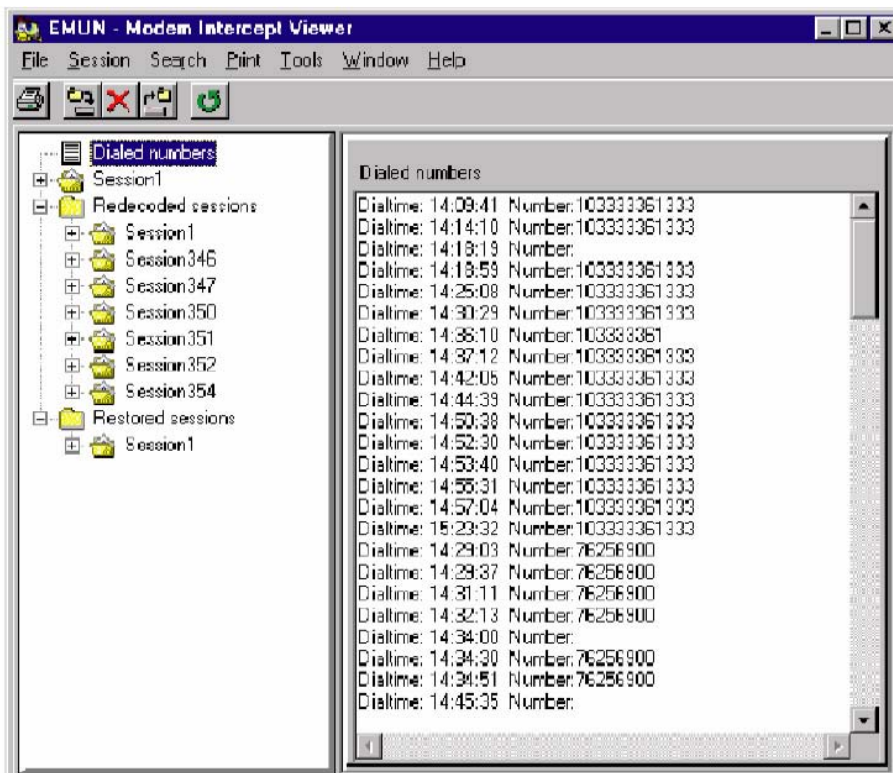 EMUN - Modem Intercept Viewer
File Session Search Print Tools Window Help
Dialed numbers
Session1
Redecoded sessions
Session1
Session346
Session347
Session350
Session351
Session352
Session354
Restored sessions
Session1
Dialed numbers
Dialtime: 14:09:41 Number:103333361333
Dialtime: 14:14:10 Number:103333361333
Dialtime: 14:18:19 Number:
Dialtime: 14:18:59 Number:103333361333
Dialtime: 14:25:08 Number:103333361333
Dialtime: 14:30:29 Number:103333361333
Dialtime: 14:36:10 Number:103333361
Dialtime: 14:37:12 Number:103333361333
Dialtime: 14:42:05 Number:103333361333
Dialtime: 14:44:39 Number:103333361333
Dialtime: 14:50:38 Number:103333361333
Dialtime: 14:52:30 Number:103333361333
Dialtime: 14:53:40 Number:103333361333
Dialtime: 14:55:31 Number:103333361333
Dialtime: 14:57:04 Number:103333361333
Dialtime: 15:23:32 Number:103333361333
Dialtime: 14:29:03 Number:76256900
Dialtime: 14:29:37 Number:76256900
Dialtime: 14:31:11 Number:76256900
Dialtime: 14:32:13 Number:76256900
Dialtime: 14:34:00 Number:
Dialtime: 14:34:30 Number:76256900
Dialtime: 14:34:51 Number:76256900
Dialtime: 14:45:35 Number: